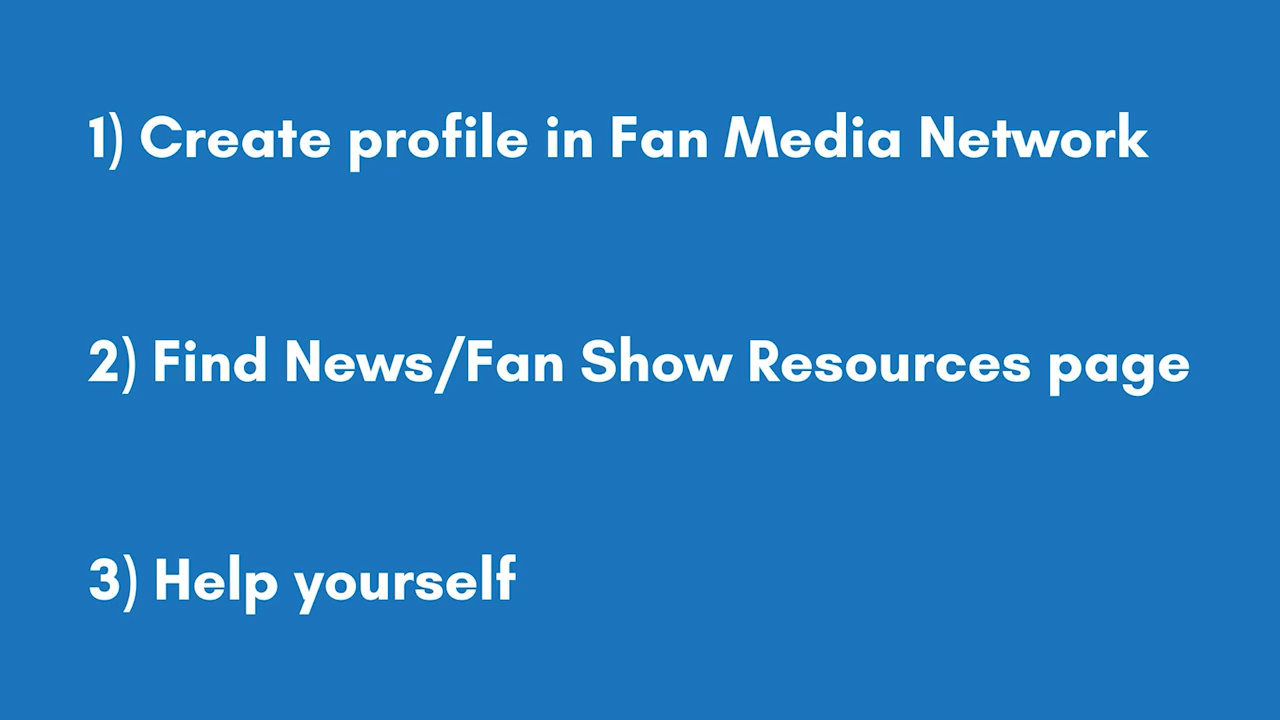 1) Create profile in Fan Media Network
2) Find News/Fan Show Resources page
3) Help yourself